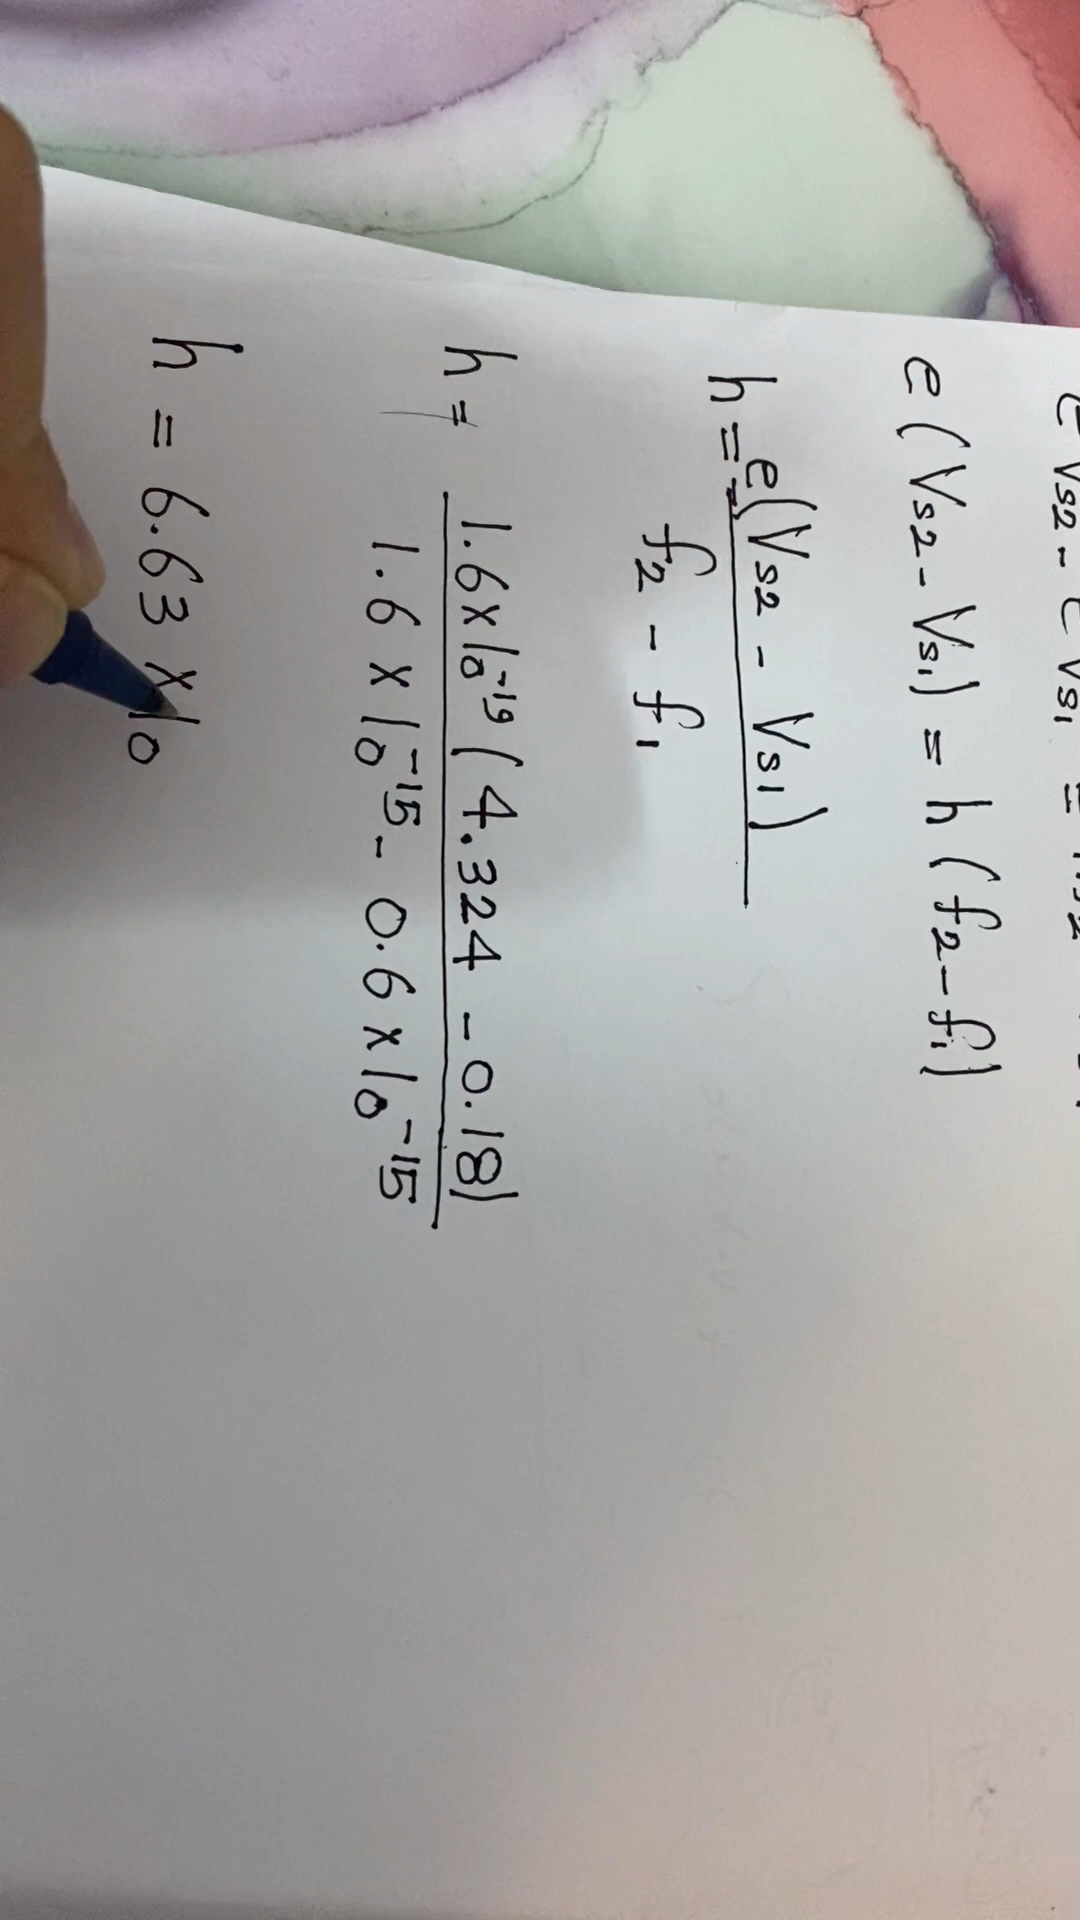 e(Vs2 - Vs1) = h(f2 - f1)
h = e(Vs2 - Vs1)
f2 - f1
h = 1.6 x 10^-19 (4.324 - 0.18)
1.6 x 10^-15 - 0.6 x 10^-15
h = 6.63 x 10